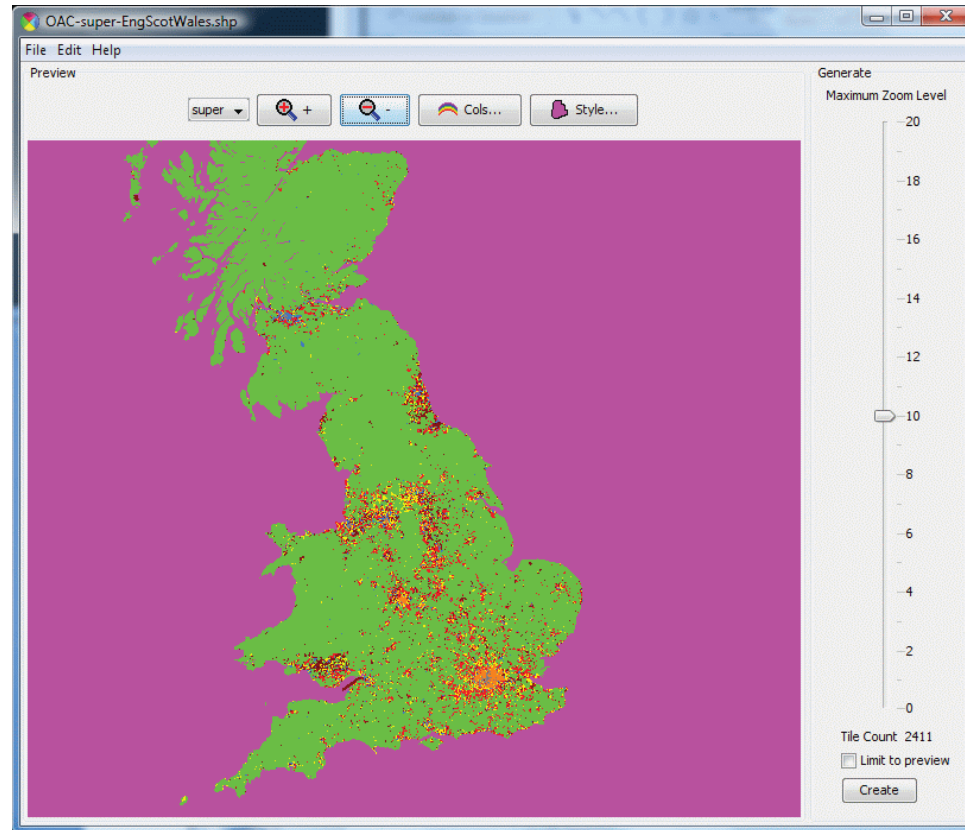 OAC-super-EngScotWales.shp
File Edit Help
Preview
Generate
super
+
-
Cols...
Style...
Maximum Zoom Level
20
18
16
14
12
10
8
6
4
2
0
Tile Count 2411
Limit to preview
Create